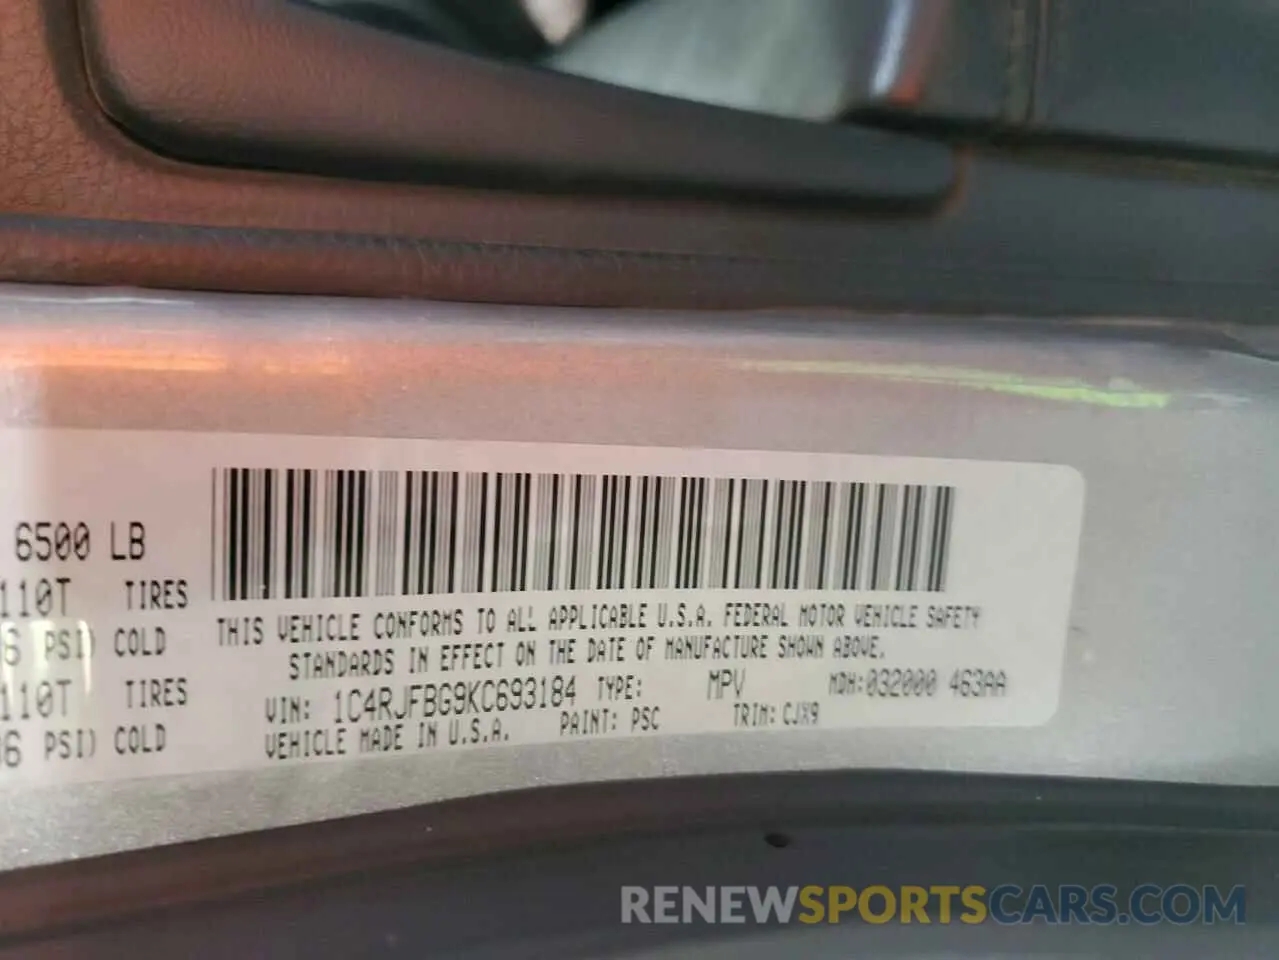 6500 LB
110T TIRES
6 PSI) COLD
110T TIRES
36 PSI) COLD
THIS VEHICLE CONFORMS TO ALL APPLICABLE U.S.A. FEDERAL MOTOR VEHICLE SAFETY
STANDARDS IN EFFECT ON THE DATE OF MANUFACTURE SHOWN ABOVE.
VIN: 1C4RJFBG9KC693184 TYPE: MPV MDH:032000 463AA
VEHICLE MADE IN U.S.A. PAINT: PSC TRIM: CJX9
RENEWSPORTSCARS.COM